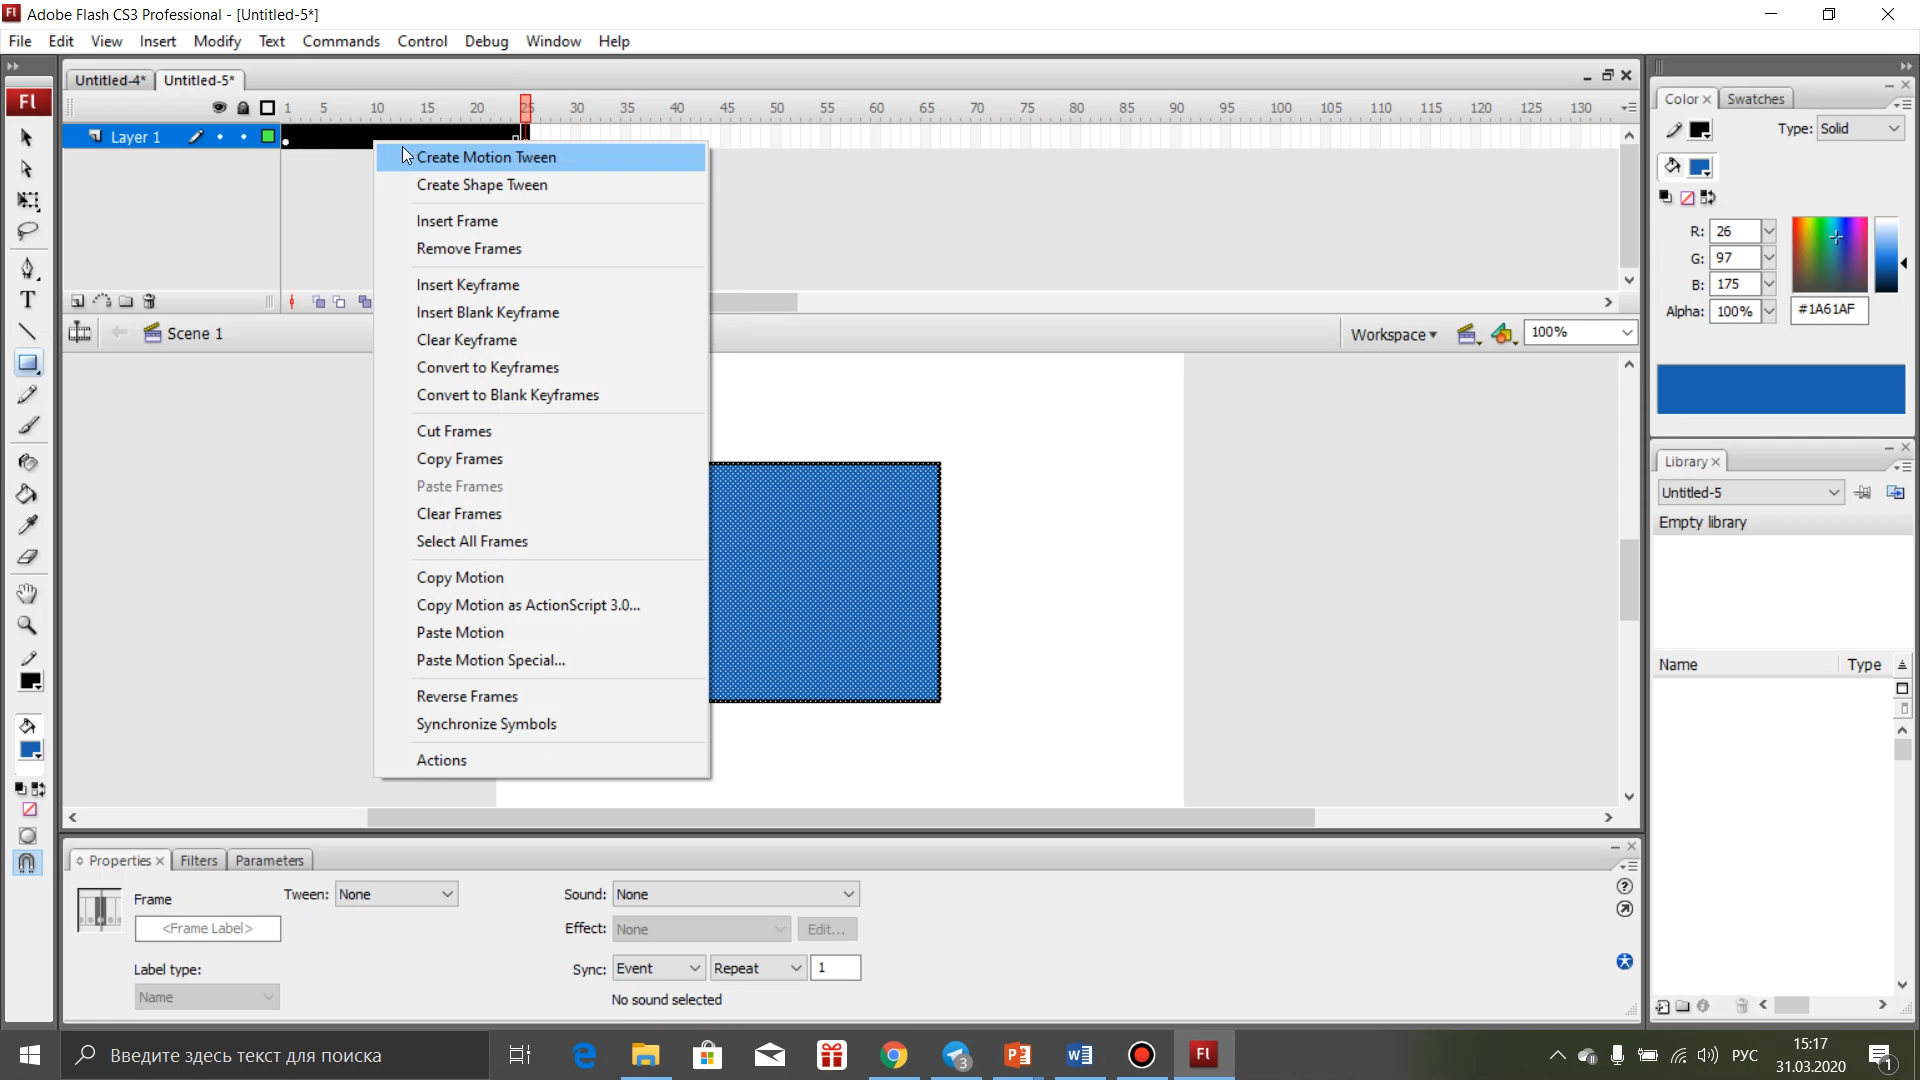 Adobe Flash CS3 Professional - [Untitled-5*]
File Edit View Insert Modify Text Commands Control Debug Window Help
Untitled-4* Untitled-5*
1 5 10 15 20 25 30 35 40 45 50 55 60 65 70 75 80 85 90 95 100 105 110 115 120 125 130
Layer 1
Create Motion Tween
Create Shape Tween
Insert Frame
Remove Frames
Insert Keyframe
Insert Blank Keyframe
Clear Keyframe
Convert to Keyframes
Convert to Blank Keyframes
Cut Frames
Copy Frames
Paste Frames
Clear Frames
Select All Frames
Copy Motion
Copy Motion as ActionScript 3.0...
Paste Motion
Paste Motion Special...
Reverse Frames
Synchronize Symbols
Actions
Scene 1
Workspace 100%
Color Swatches
Type: Solid
R: 26
G: 97
B: 175
Alpha: 100% #1A61AF
Library
Untitled-5
Empty library
Name Type
Properties Filters Parameters
Frame Tween: None Sound: None
<Frame Label> Effect: None Edit...
Label type: Sync: Event Repeat 1
Name No sound selected
Fl
Введите здесь текст для поиска
3
РУС
15:17
31.03.2020
1